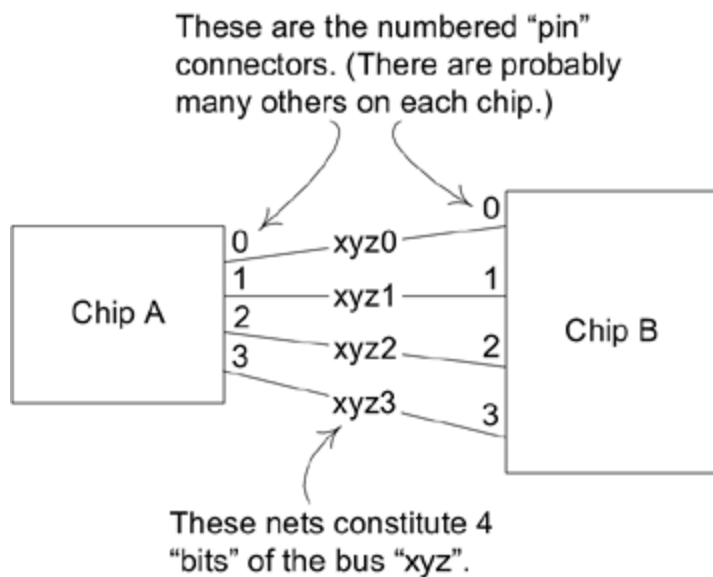 These are the numbered “pin”
connectors. (There are probably
many others on each chip.)
0
0
xyz0
1
xyz1
1
Chip A
2
Chip B
xyz2
2
3
xyz3
3
These nets constitute 4
“bits” of the bus “xyz”.